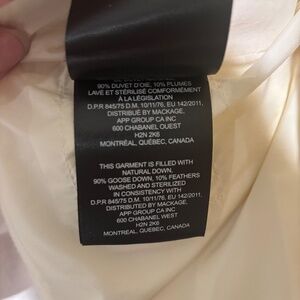 90% DUVET D'OIE, 10% PLUMES
LAVÉ ET STÉRILISÉ CONFORMÉMENT
À LA LÉGISLATION
D.P.R 845/75 D.M. 10/11/76, EU 142/2011,
DISTRIBUÉ BY MACKAGE,
APP GROUP CA INC
600 CHABANEL OUEST
H2N 2K6
MONTRÉAL, QUÉBEC, CANADA
THIS GARMENT IS FILLED WITH
NATURAL DOWN,
90% GOOSE DOWN, 10% FEATHERS
WASHED AND STERILIZED
IN CONSISTENCY WITH
D.P.R 845/75 D.M. 10/11/76, EU 142/2011,
DISTRIBUTED BY MACKAGE,
APP GROUP CA INC
600 CHABANEL WEST
H2N 2K6
MONTREAL, QUEBEC, CANADA